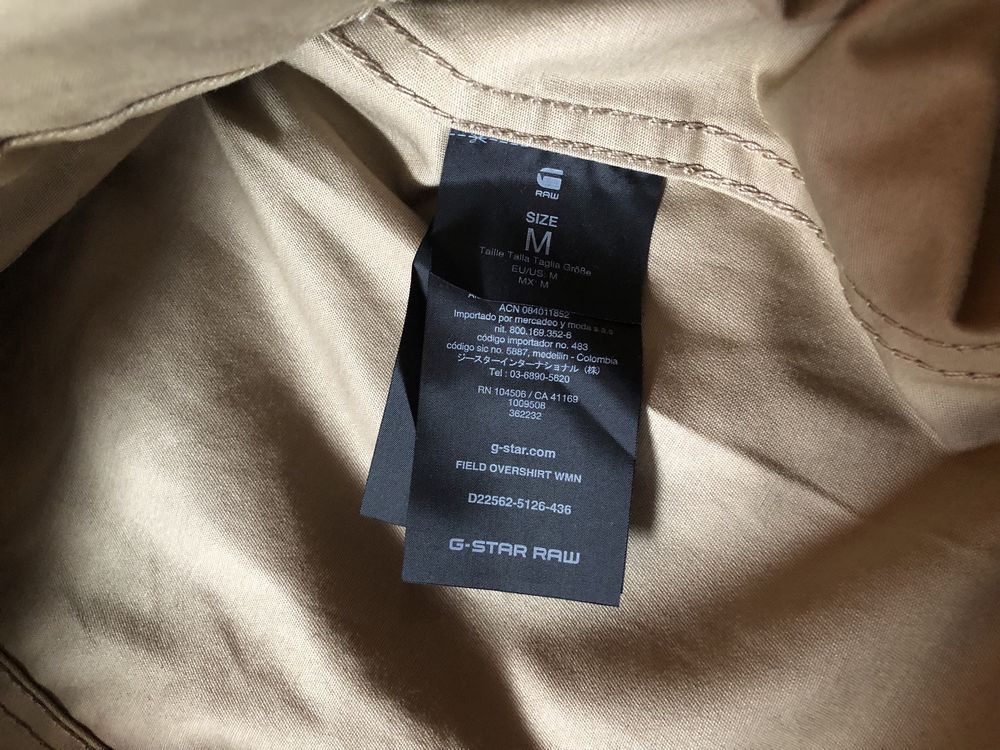 RAW
SIZE
M
Taille Talla Taglia Größe
EU/US: M
MX: M
ACN 084011852
Importado por mercadeo y moda s.a.s
nit. 800.169.352-6
código importador no. 483
código sic no. 5887, medellin - Colombia
ジースターインターナショナル（株）
Tel : 03-6890-5620
RN 104506 / CA 41169
1009508
362232
g-star.com
FIELD OVERSHIRT WMN
D22562-5126-436
G-STAR RAW